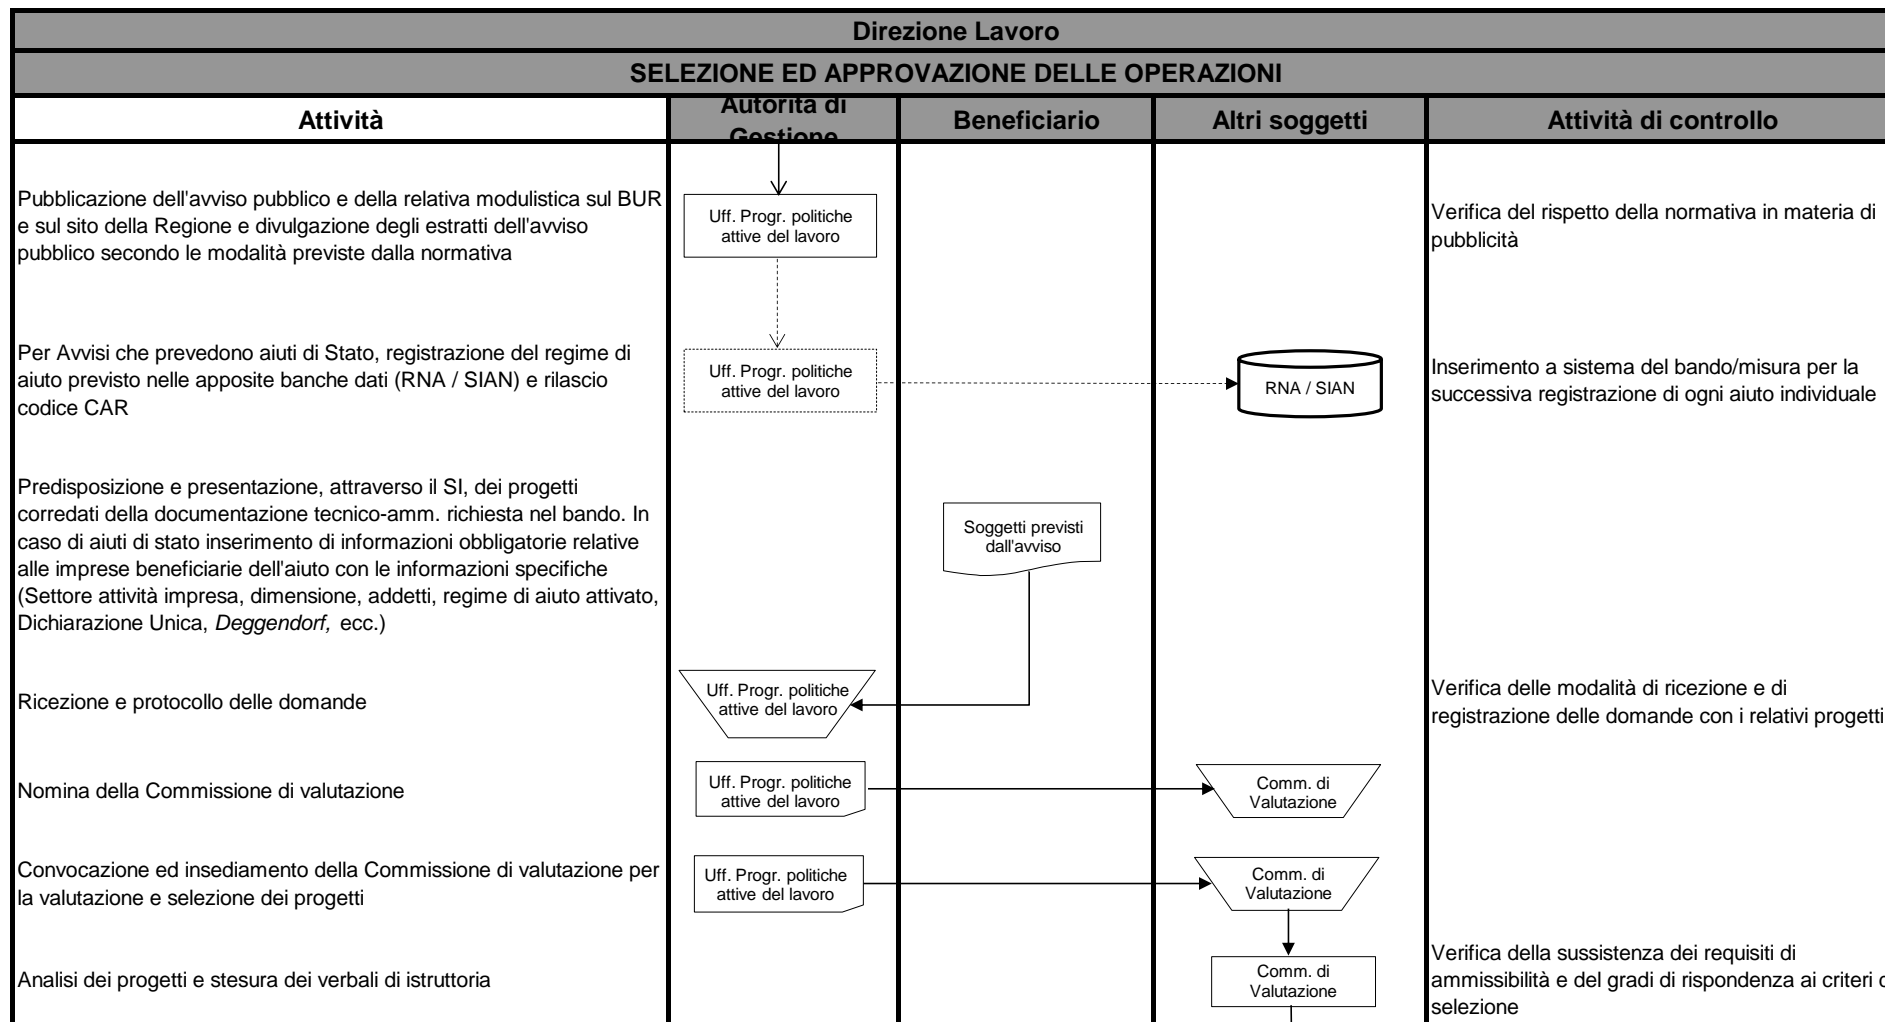 Direzione Lavoro
SELEZIONE ED APPROVAZIONE DELLE OPERAZIONI
Attività
Autorità di
Gestione
Beneficiario
Altri soggetti
Attività di controllo
Pubblicazione dell'avviso pubblico e della relativa modulistica sul BUR
e sul sito della Regione e divulgazione degli estratti dell'avviso
pubblico secondo le modalità previste dalla normativa
Uff. Progr. politiche
attive del lavoro
Verifica del rispetto della normativa in materia di
pubblicità
Per Avvisi che prevedono aiuti di Stato, registrazione del regime di
aiuto previsto nelle apposite banche dati (RNA / SIAN) e rilascio
codice CAR
Uff. Progr. politiche
attive del lavoro
RNA / SIAN
Inserimento a sistema del bando/misura per la
successiva registrazione di ogni aiuto individuale
Predisposizione e presentazione, attraverso il SI, dei progetti
corredati della documentazione tecnico-amm. richiesta nel bando. In
caso di aiuti di stato inserimento di informazioni obbligatorie relative
alle imprese beneficiarie dell'aiuto con le informazioni specifiche
(Settore attività impresa, dimensione, addetti, regime di aiuto attivato,
Dichiarazione Unica, Deggendorf, ecc.)
Soggetti previsti
dall'avviso
Ricezione e protocollo delle domande
Uff. Progr. politiche
attive del lavoro
Verifica delle modalità di ricezione e di
registrazione delle domande con i relativi progetti
Nomina della Commissione di valutazione
Uff. Progr. politiche
attive del lavoro
Comm. di
Valutazione
Convocazione ed insediamento della Commissione di valutazione per
la valutazione e selezione dei progetti
Uff. Progr. politiche
attive del lavoro
Comm. di
Valutazione
Analisi dei progetti e stesura dei verbali di istruttoria
Comm. di
Valutazione
Verifica della sussistenza dei requisiti di
ammissibilità e del gradi di rispondenza ai criteri
selezione